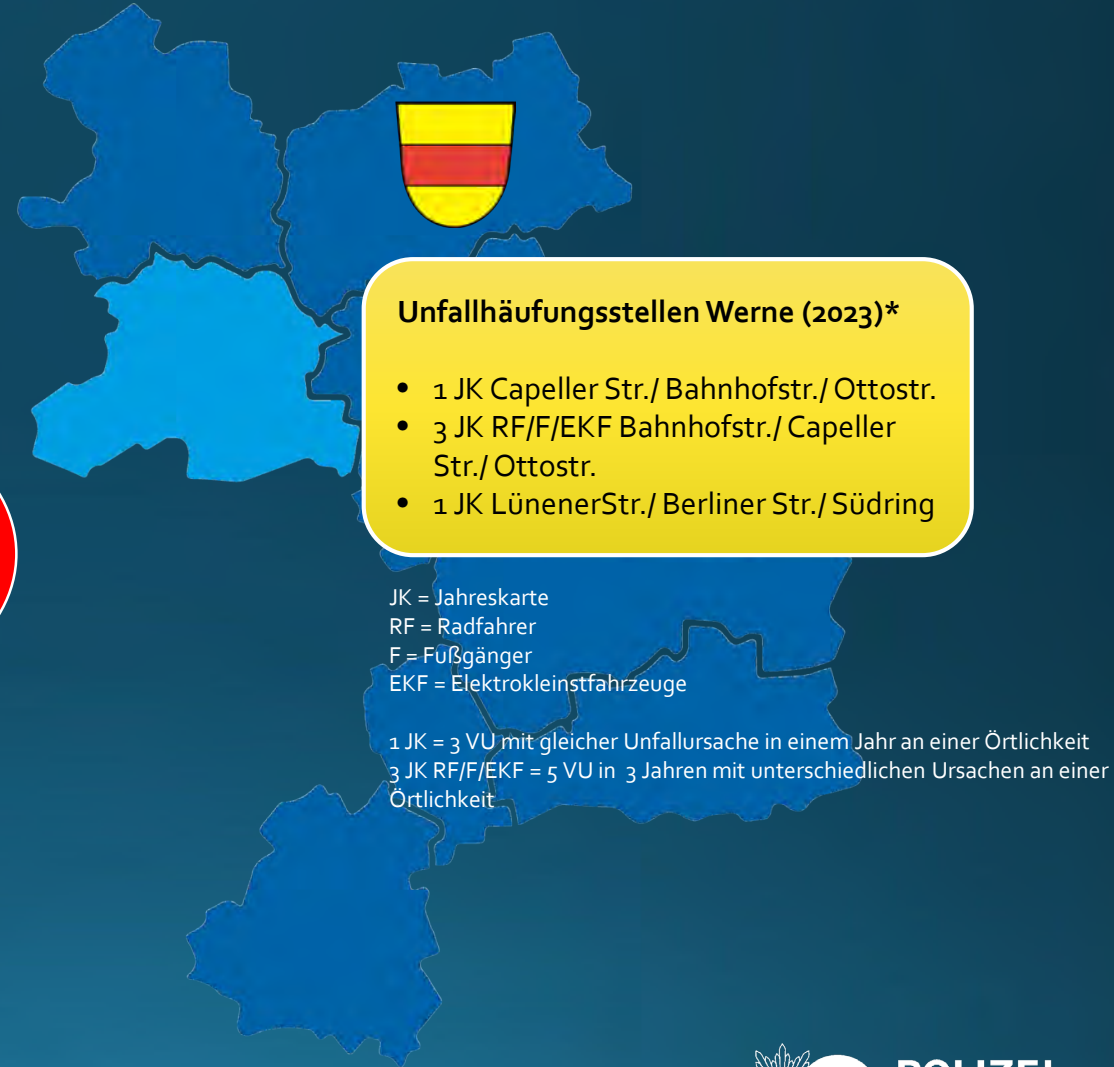 Unfallhäufungsstellen Werne (2023)*
• 1 JK Capeller Str./ Bahnhofstr./ Ottostr.
• 3 JK RF/F/EKF Bahnhofstr./ Capeller
Str./ Ottostr.
• 1 JK LünenerStr./ Berliner Str./ Südring
JK = Jahreskarte
RF = Radfahrer
F = Fußgänger
EKF = Elektrokleinstfahrzeuge
1 JK = 3 VU mit gleicher Unfallursache in einem Jahr an einer Örtlichkeit
3 JK RF/F/EKF = 5 VU in 3 Jahren mit unterschiedlichen Ursachen an einer
Örtlichkeit
POLIZEI